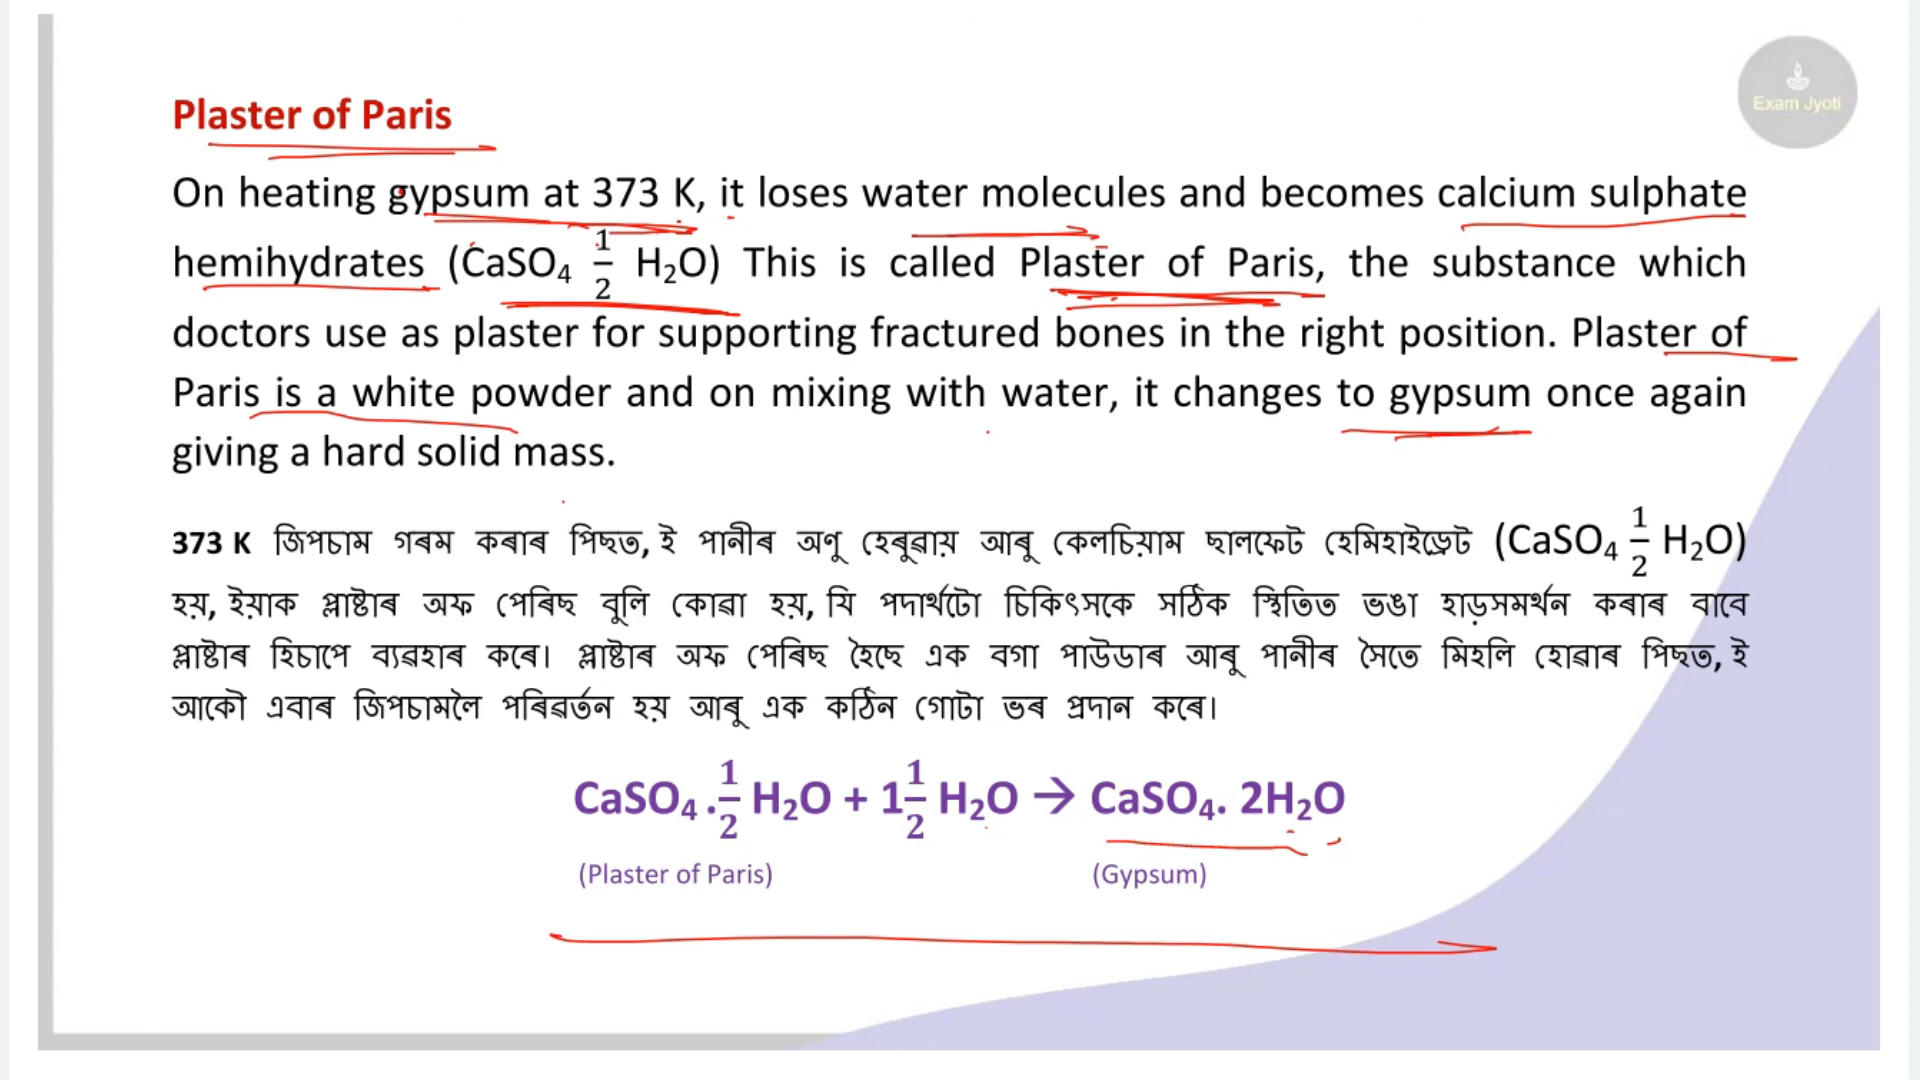 Exam Jyoti
Plaster of Paris
On heating gypsum at 373 K, it loses water molecules and becomes calcium sulphate
hemihydrates (CaSO₄ ½ H₂O) This is called Plaster of Paris, the substance which
doctors use as plaster for supporting fractured bones in the right position. Plaster of
Paris is a white powder and on mixing with water, it changes to gypsum once again
giving a hard solid mass.
373 K জিপচাম গৰম কৰাৰ পিছত, ই পানীৰ অণু হেৰুৱায় আৰু কেলচিয়াম ছালফেট হেমিহাইড্ৰেট (CaSO₄ ½ H₂O)
হয়, ইয়াক প্লাষ্টাৰ অফ পেৰিছ বুলি কোৱা হয়, যি পদাৰ্থটো চিকিৎসকে সঠিক স্থিতিত ভঙা হাড়সমৰ্থন কৰাৰ বাবে
প্লাষ্টাৰ হিচাপে ব্যৱহাৰ কৰে। প্লাষ্টাৰ অফ পেৰিছ হৈছে এক বগা পাউডাৰ আৰু পানীৰ সৈতে মিহলি হোৱাৰ পিছত, ই
আকৌ এবাৰ জিপচামলৈ পৰিৱৰ্তন হয় আৰু এক কঠিন গোটা ভৰ প্ৰদান কৰে।
CaSO₄ .½ H₂O + 1½ H₂O → CaSO₄. 2H₂O
(Plaster of Paris) (Gypsum)